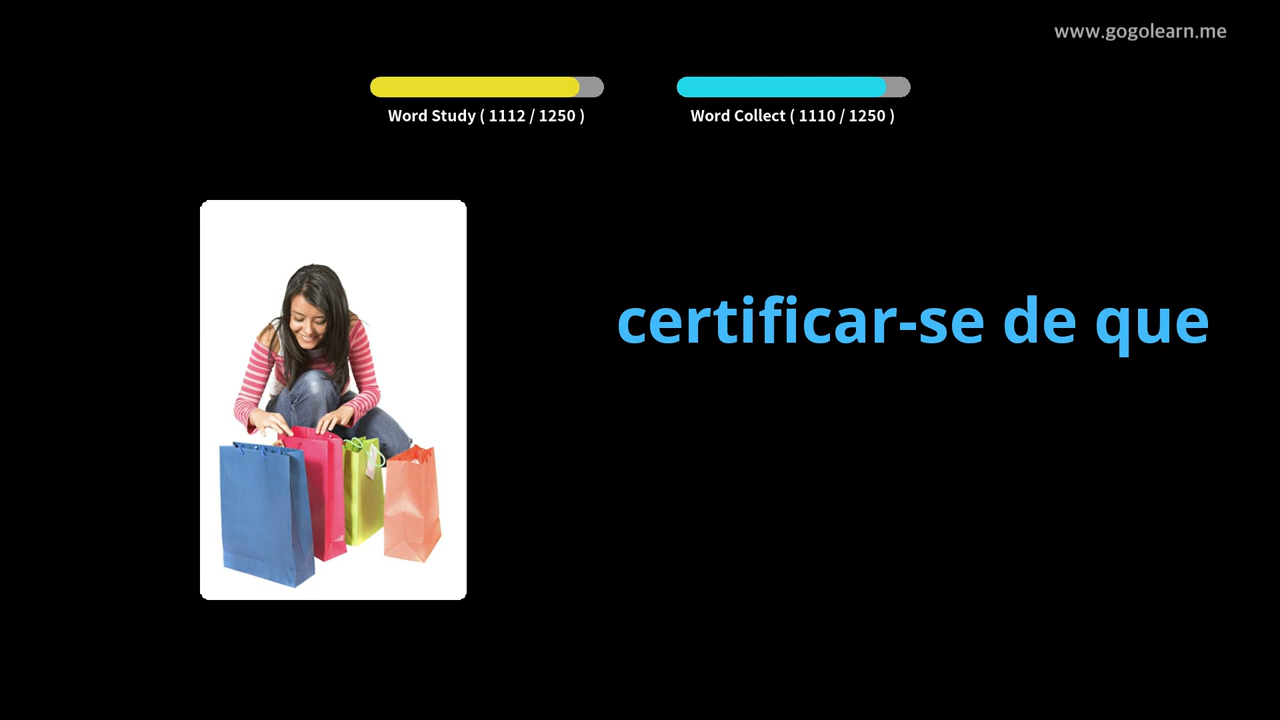 www.gogolearn.me
Word Study ( 1112 / 1250 )
Word Collect ( 1110 / 1250 )
certificar-se de que